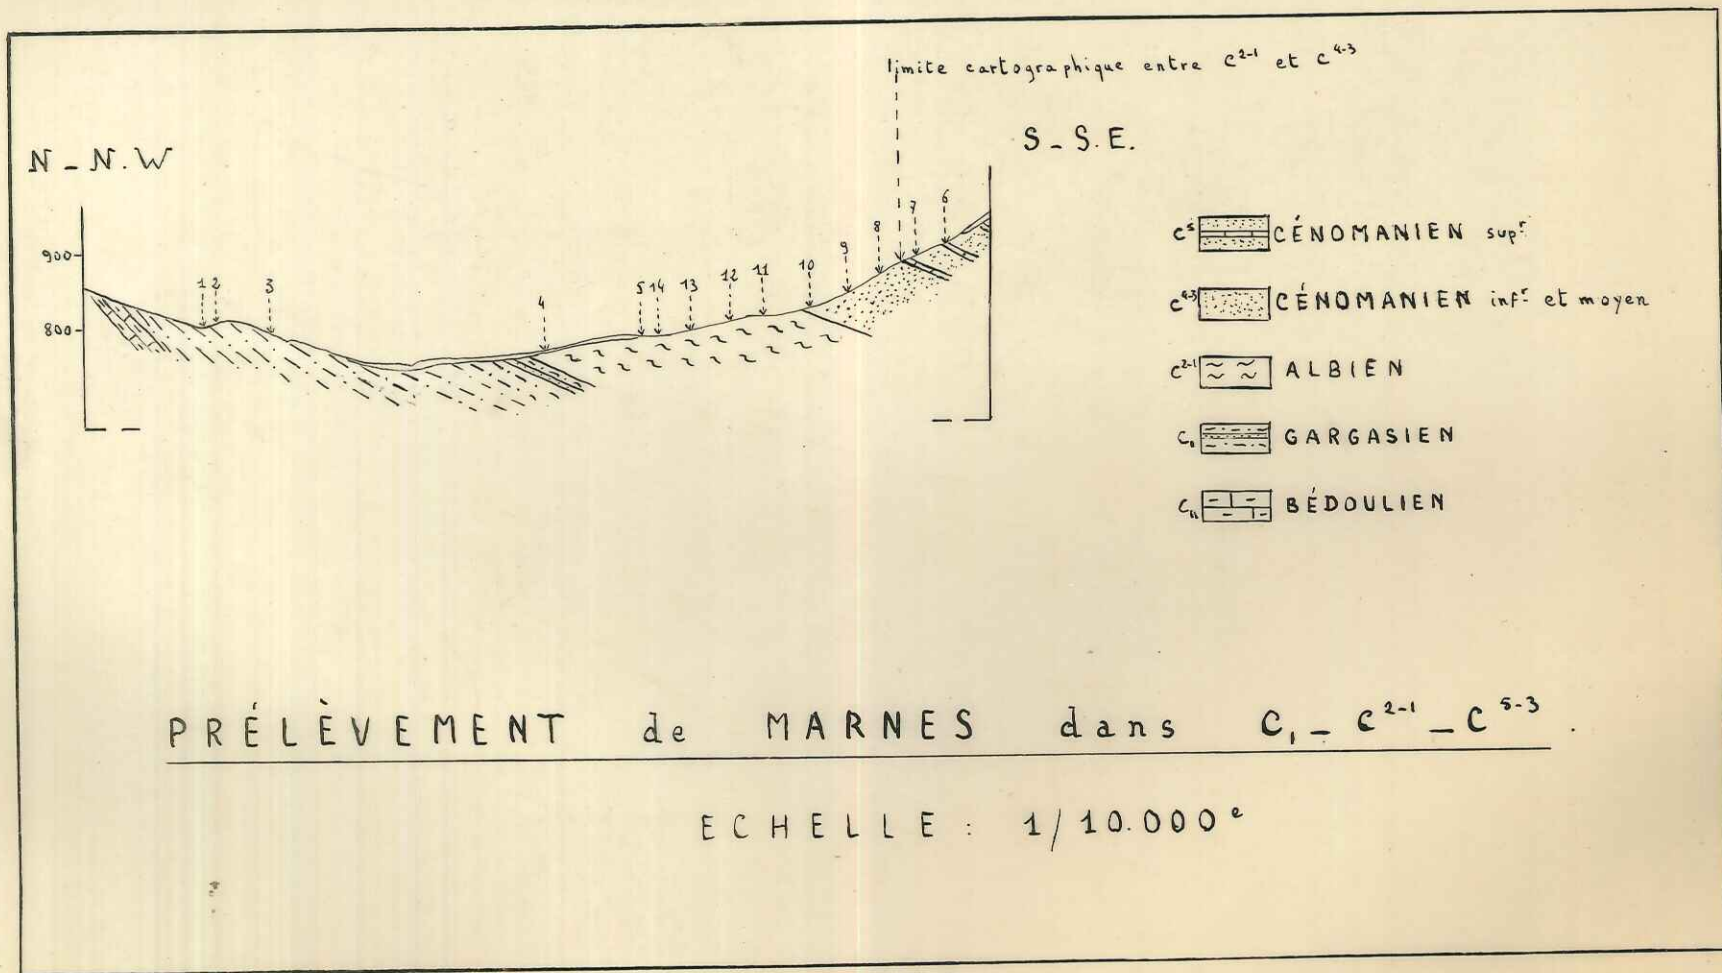 limite cartographique entre C²⁻¹ et C⁴⁻³
N - N.W
S - S.E.
900
800
1 2 3 4 5 14 13 12 11 10 9 8 7 6
C⁵ CÉNOMANIEN supʳ
C⁴⁻³ CÉNOMANIEN infʳ et moyen
C²⁻¹ ALBIEN
C₁ GARGASIEN
C₁₁ BÉDOULIEN
PRÉLÈVEMENT de MARNES dans C₁ - C²⁻¹ - C⁵⁻³.
ECHELLE : 1/10.000ᵉ